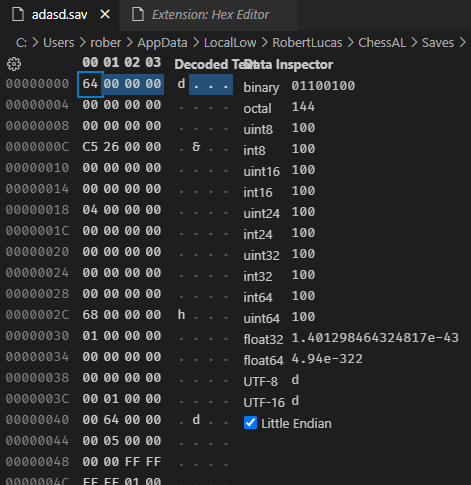 adasd.sav Extension: Hex Editor
C: > Users > rober > AppData > LocalLow > RobertLucas > ChessAL > Saves >
00 01 02 03 Decoded Text Data Inspector
00000000 64 00 00 00 d . . . binary 01100100
00000004 00 00 00 00 . . . . octal 144
00000008 00 00 00 00 . . . . uint8 100
0000000C C5 26 00 00 . & . . int8 100
00000010 00 00 00 00 . . . . uint16 100
00000014 00 00 00 00 . . . . int16 100
00000018 04 00 00 00 . . . . uint24 100
0000001C 00 00 00 00 . . . . int24 100
00000020 00 00 00 00 . . . . uint32 100
00000024 00 00 00 00 . . . . int32 100
00000028 00 00 00 00 . . . . int64 100
0000002C 68 00 00 00 h . . . uint64 100
00000030 01 00 00 00 . . . . float32 1.401298464324817e-43
00000034 00 00 00 00 . . . . float64 4.94e-322
00000038 00 00 00 00 . . . . UTF-8 d
0000003C 00 01 00 00 . . . . UTF-16 d
00000040 00 64 00 00 . d . . Little Endian
00000044 00 05 00 00 . . . .
00000048 00 00 FF FF . . . .
0000004C FF FF 01 00 . . . .